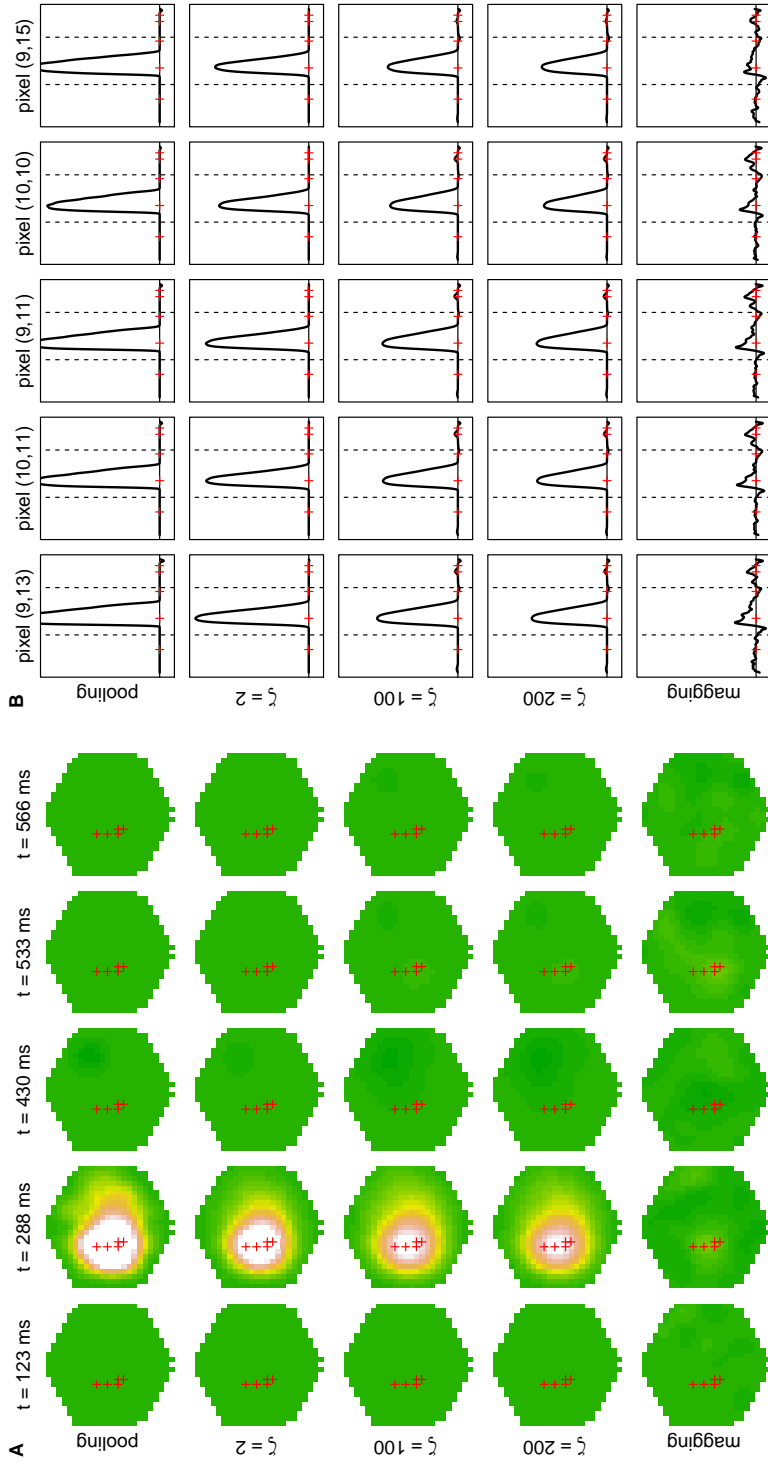 A
t = 123 ms
t = 288 ms
t = 430 ms
t = 533 ms
t = 566 ms
pooling
ζ = 2
ζ = 100
ζ = 200
magging
B
pixel (9,13)
pixel (10,11)
pixel (9,11)
pixel (10,10)
pixel (9,15)
pooling
ζ = 2
ζ = 100
ζ = 200
magging